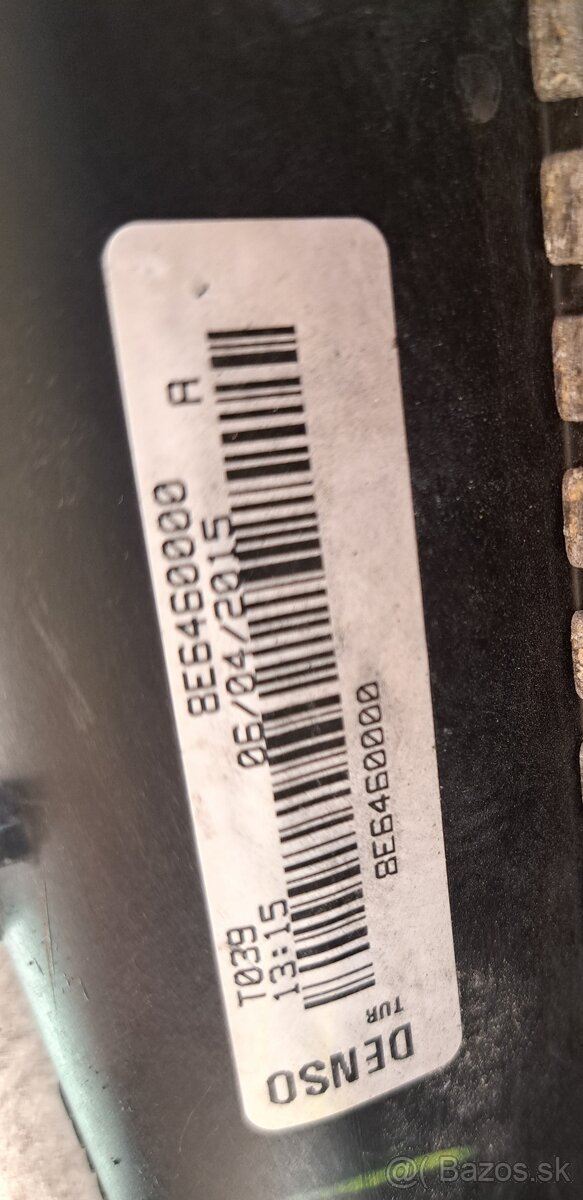 DENSO
TUR
T039 8E6460000 A
13:15 06/04/2015
8E6460000
@ Bazos.sk